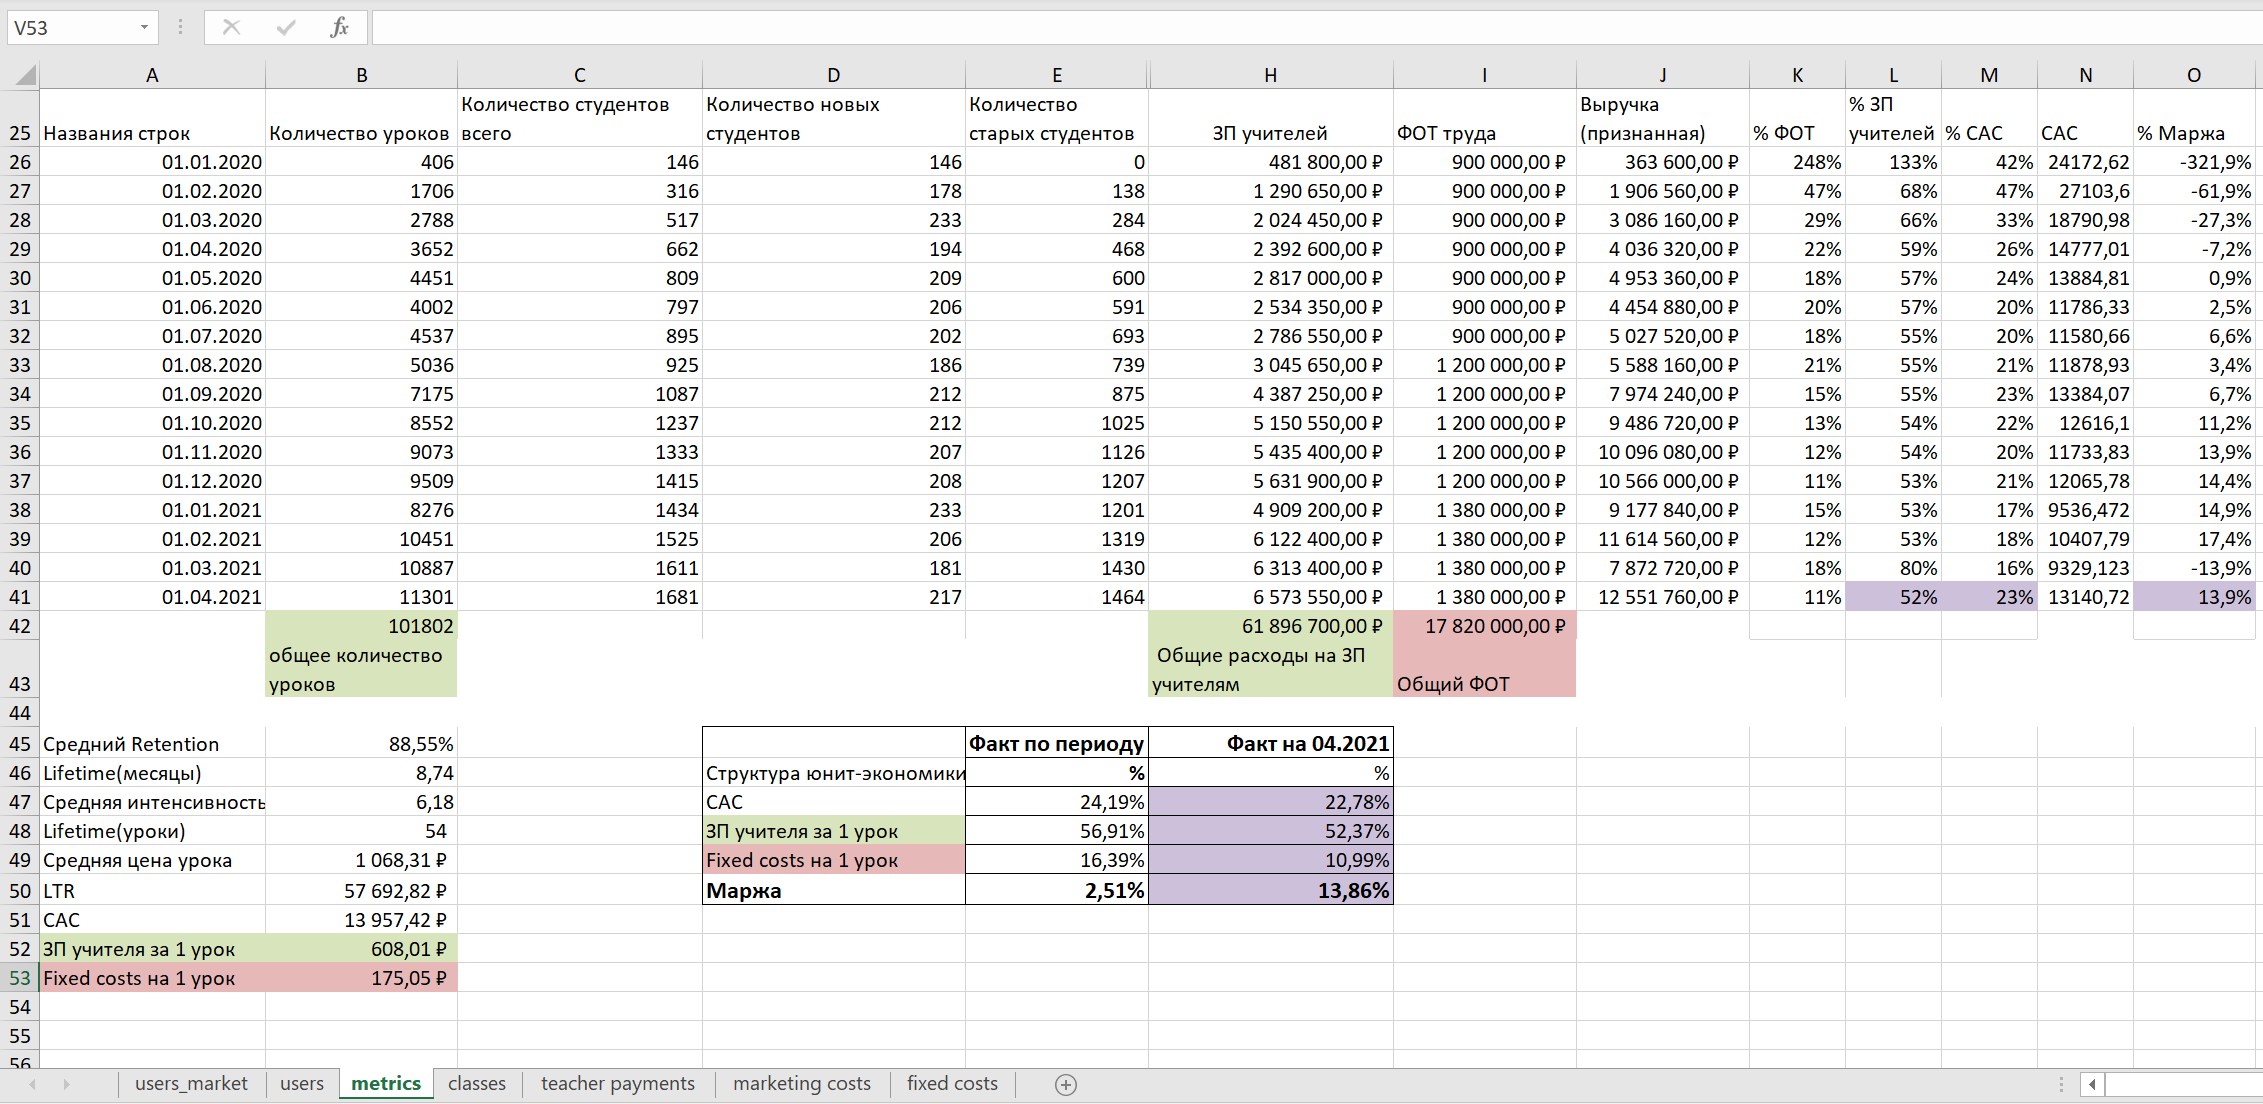 V53
fx
A B C D E H I J K L M N O
25 Названия строк Количество уроков Количество студентов всего Количество новых студентов Количество старых студентов ЗП учителей ФОТ труда Выручка (признанная) % ФОТ % ЗП учителей % CAC CAC % Маржа
26 01.01.2020 406 146 146 0 481 800,00 ₽ 900 000,00 ₽ 363 600,00 ₽ 248% 133% 42% 24172,62 -321,9%
27 01.02.2020 1706 316 178 138 1 290 650,00 ₽ 900 000,00 ₽ 1 906 560,00 ₽ 47% 68% 47% 27103,6 -61,9%
28 01.03.2020 2788 517 233 284 2 024 450,00 ₽ 900 000,00 ₽ 3 086 160,00 ₽ 29% 66% 33% 18790,98 -27,3%
29 01.04.2020 3652 662 194 468 2 392 600,00 ₽ 900 000,00 ₽ 4 036 320,00 ₽ 22% 59% 26% 14777,01 -7,2%
30 01.05.2020 4451 809 209 600 2 817 000,00 ₽ 900 000,00 ₽ 4 953 360,00 ₽ 18% 57% 24% 13884,81 0,9%
31 01.06.2020 4002 797 206 591 2 534 350,00 ₽ 900 000,00 ₽ 4 454 880,00 ₽ 20% 57% 20% 11786,33 2,5%
32 01.07.2020 4537 895 202 693 2 786 550,00 ₽ 900 000,00 ₽ 5 027 520,00 ₽ 18% 55% 20% 11580,66 6,6%
33 01.08.2020 5036 925 186 739 3 045 650,00 ₽ 1 200 000,00 ₽ 5 588 160,00 ₽ 21% 55% 21% 11878,93 3,4%
34 01.09.2020 7175 1087 212 875 4 387 250,00 ₽ 1 200 000,00 ₽ 7 974 240,00 ₽ 15% 55% 23% 13384,07 6,7%
35 01.10.2020 8552 1237 212 1025 5 150 550,00 ₽ 1 200 000,00 ₽ 9 486 720,00 ₽ 13% 54% 22% 12616,1 11,2%
36 01.11.2020 9073 1333 207 1126 5 435 400,00 ₽ 1 200 000,00 ₽ 10 096 080,00 ₽ 12% 54% 20% 11733,83 13,9%
37 01.12.2020 9509 1415 208 1207 5 631 900,00 ₽ 1 200 000,00 ₽ 10 566 000,00 ₽ 11% 53% 21% 12065,78 14,4%
38 01.01.2021 8276 1434 233 1201 4 909 200,00 ₽ 1 380 000,00 ₽ 9 177 840,00 ₽ 15% 53% 17% 9536,472 14,9%
39 01.02.2021 10451 1525 206 1319 6 122 400,00 ₽ 1 380 000,00 ₽ 11 614 560,00 ₽ 12% 53% 18% 10407,79 17,4%
40 01.03.2021 10887 1611 181 1430 6 313 400,00 ₽ 1 380 000,00 ₽ 7 872 720,00 ₽ 18% 80% 16% 9329,123 -13,9%
41 01.04.2021 11301 1681 217 1464 6 573 550,00 ₽ 1 380 000,00 ₽ 12 551 760,00 ₽ 11% 52% 23% 13140,72 13,9%
42 101802 61 896 700,00 ₽ 17 820 000,00 ₽
43 общее количество уроков Общие расходы на ЗП учителям Общий ФОТ
44
45 Средний Retention 88,55% Факт по периоду Факт на 04.2021
46 Lifetime(месяцы) 8,74 Структура юнит-экономики % %
47 Средняя интенсивность 6,18 CAC 24,19% 22,78%
48 Lifetime(уроки) 54 ЗП учителя за 1 урок 56,91% 52,37%
49 Средняя цена урока 1 068,31 ₽ Fixed costs на 1 урок 16,39% 10,99%
50 LTR 57 692,82 ₽ Маржа 2,51% 13,86%
51 CAC 13 957,42 ₽
52 ЗП учителя за 1 урок 608,01 ₽
53 Fixed costs на 1 урок 175,05 ₽
54
55
56
users_market users metrics classes teacher payments marketing costs fixed costs